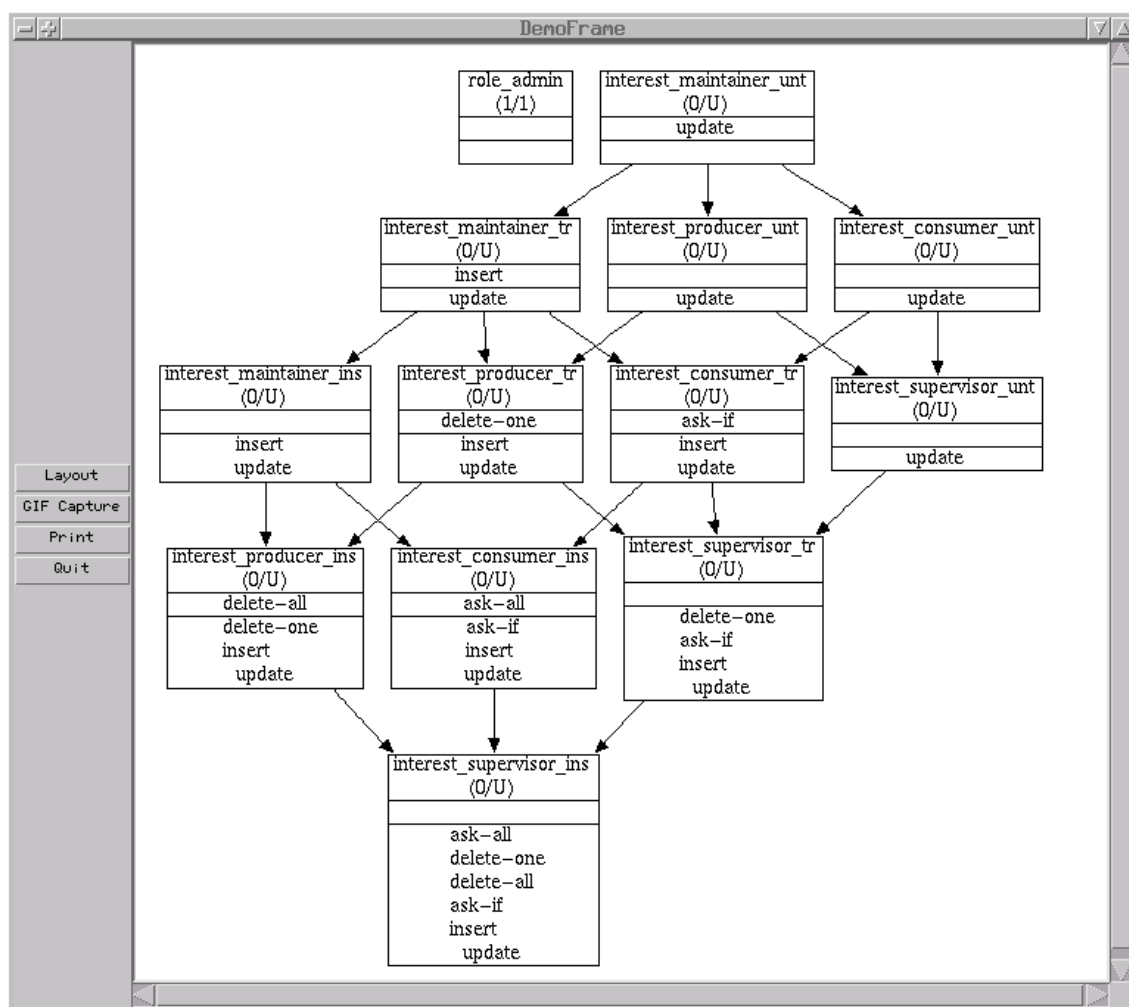 DemoFrame
role_admin
(1/1)
interest_maintainer_unt
(0/U)
update
interest_maintainer_tr
(0/U)
insert
update
interest_producer_unt
(0/U)
update
interest_consumer_unt
(0/U)
update
interest_maintainer_ins
(0/U)
insert
update
interest_producer_tr
(0/U)
delete-one
insert
update
interest_consumer_tr
(0/U)
ask-if
insert
update
interest_supervisor_unt
(0/U)
update
Layout
GIF Capture
Print
Quit
interest_producer_ins
(0/U)
delete-all
delete-one
insert
update
interest_consumer_ins
(0/U)
ask-all
ask-if
insert
update
interest_supervisor_tr
(0/U)
delete-one
ask-if
insert
update
interest_supervisor_ins
(0/U)
ask-all
delete-one
delete-all
ask-if
insert
update